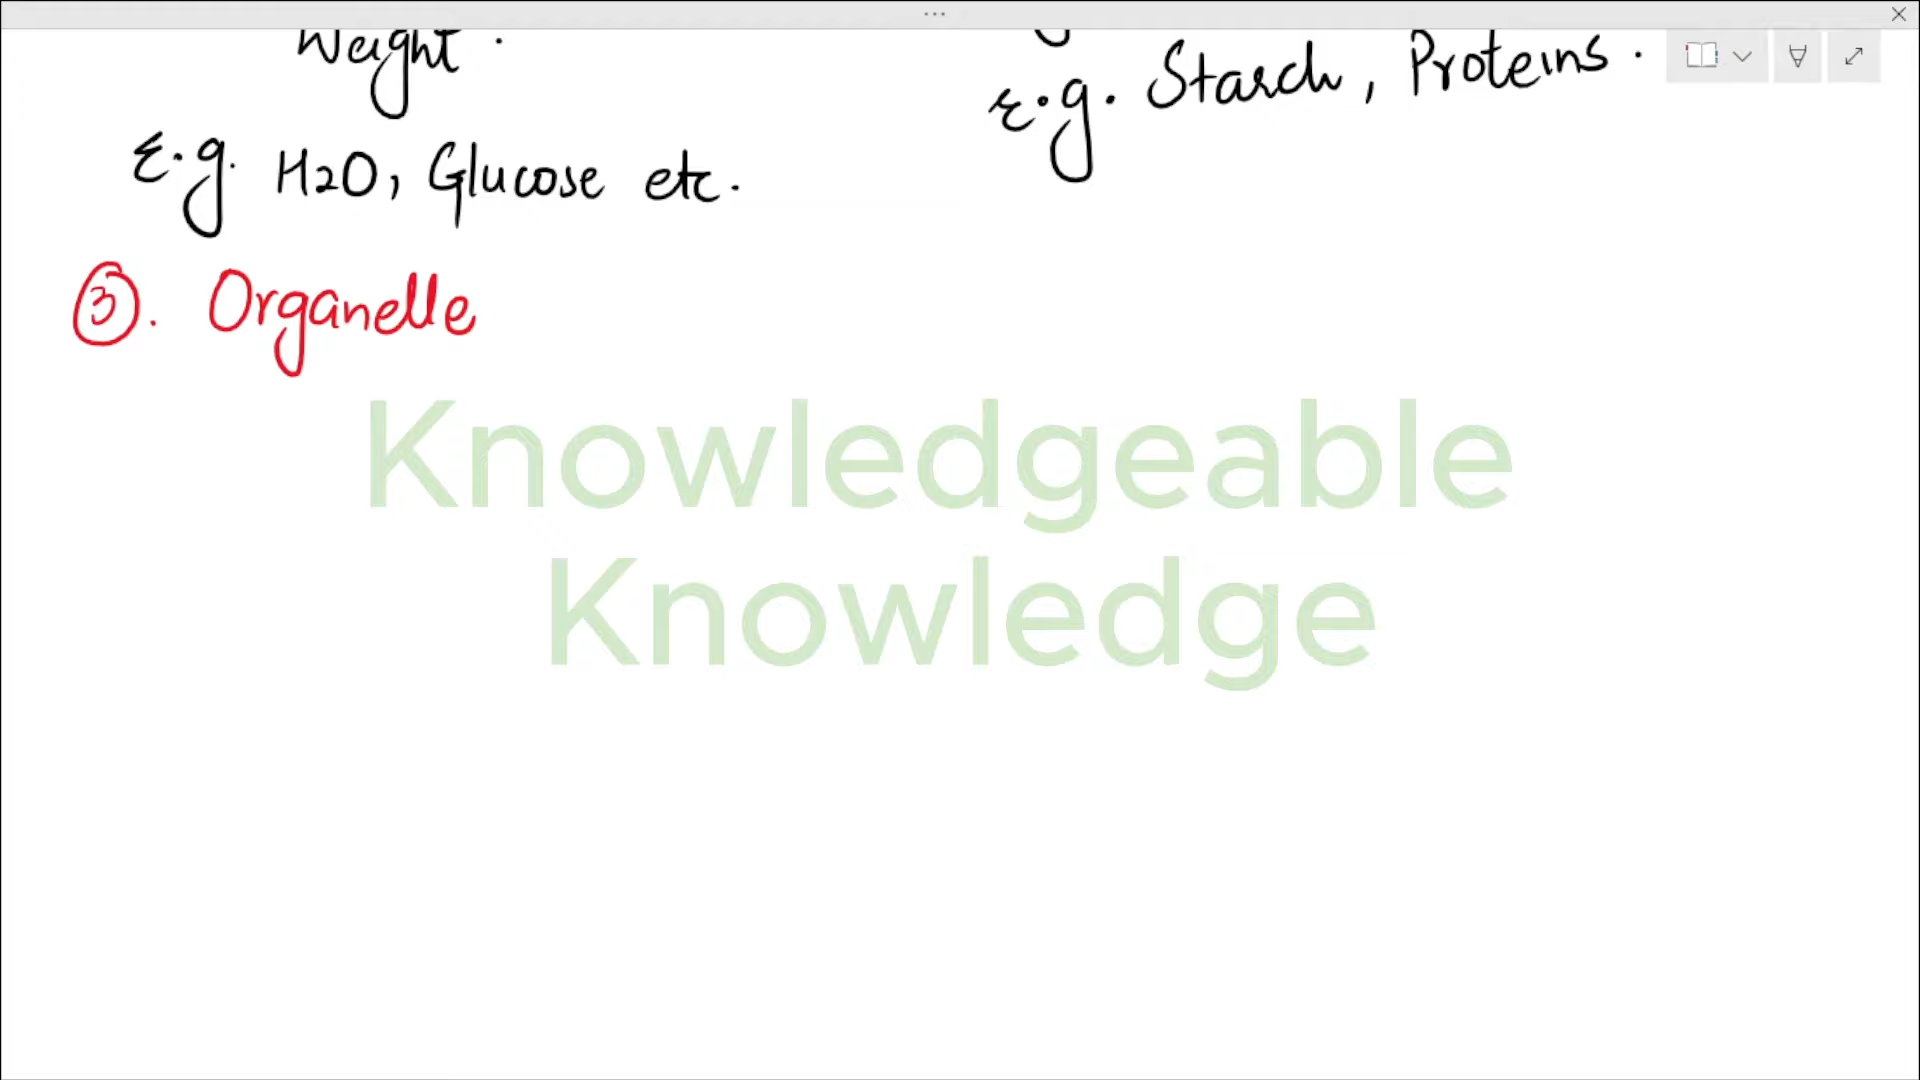 Weight.
E.g. H2O, Glucose etc.
e.g. Starch, Proteins.
③. Organelle
Knowledgeable
Knowledge